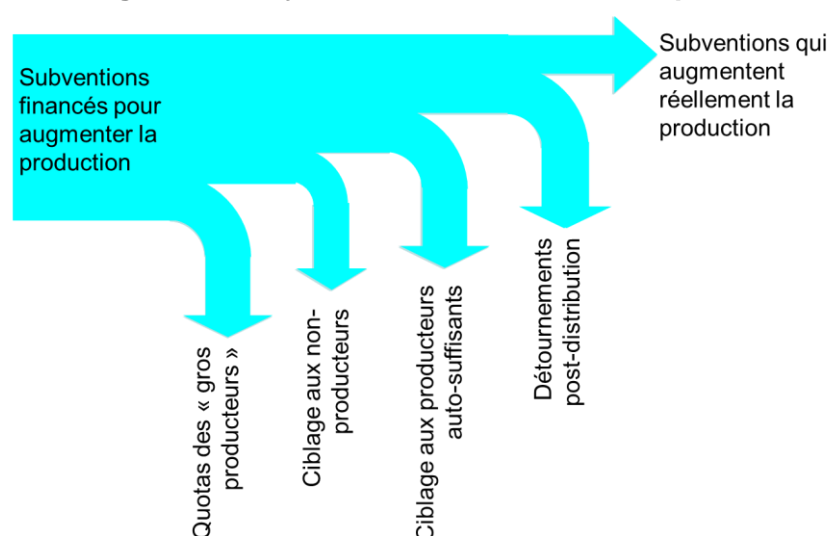 Subventions
financés pour
augmenter la
production
Subventions qui
augmentent
réellement la
production
Quotas des « gros
producteurs »
Ciblage aux non-
producteurs
Ciblage aux producteurs
auto-suffisants
Détournements
post-distribution